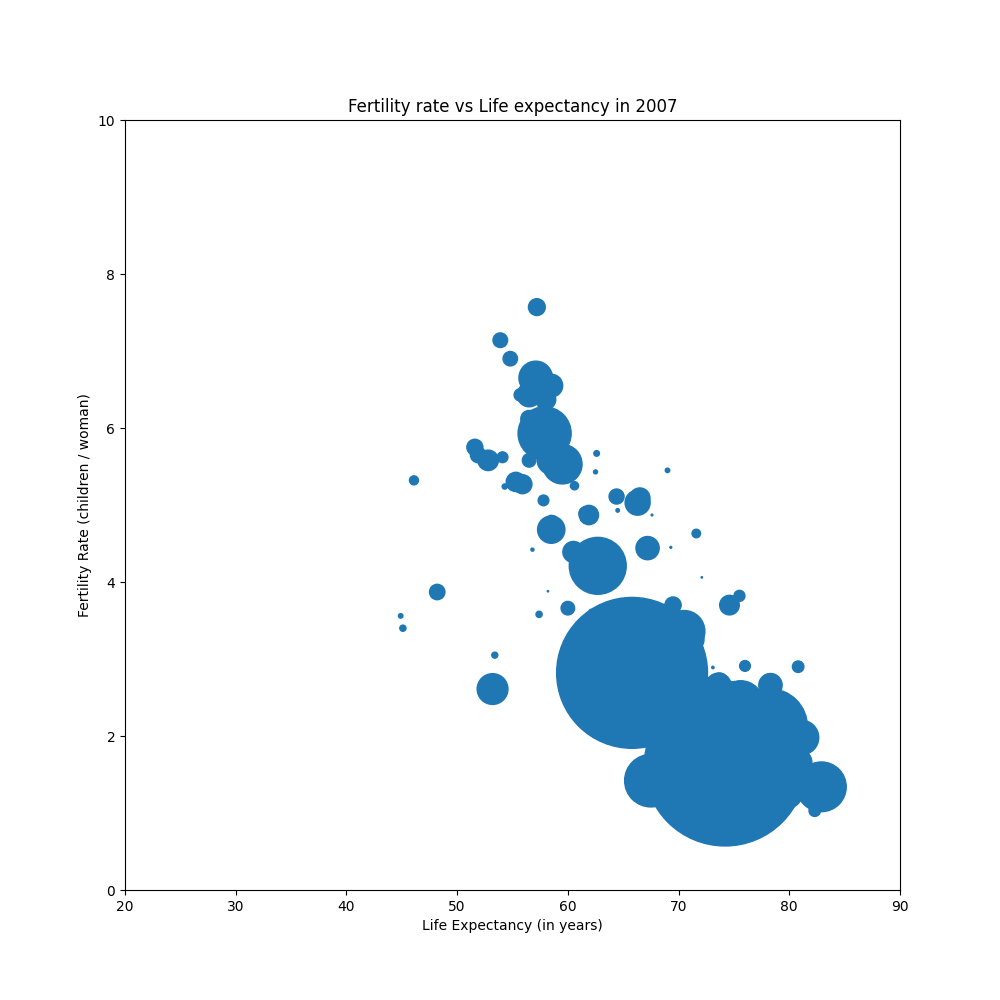 Fertility rate vs Life expectancy in 2007
10
8
6
4
2
0
Fertility Rate (children / woman)
20 30 40 50 60 70 80 90
Life Expectancy (in years)